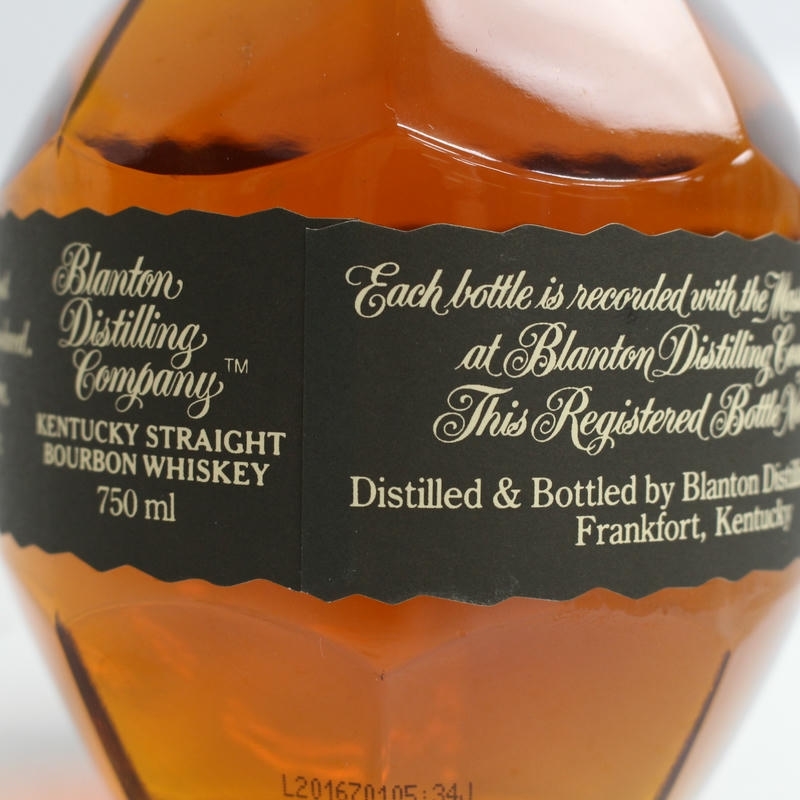 Blanton
Distilling
Company™
KENTUCKY STRAIGHT
BOURBON WHISKEY
750 ml
Each bottle is recorded with the
at Blanton Distilling
This Registered Bottle
Distilled & Bottled by Blanton
Frankfort, Kentucky
L201670105:34J